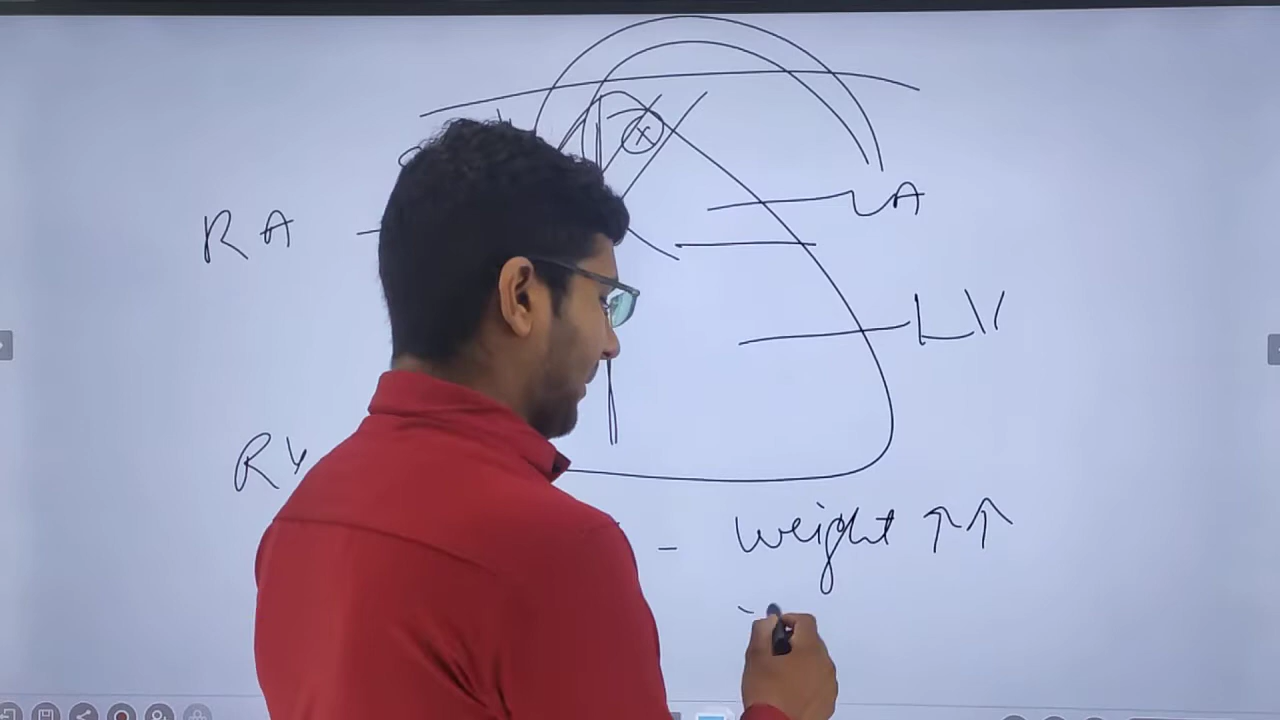 LA
RA
LV
RV
- weight ↑↑